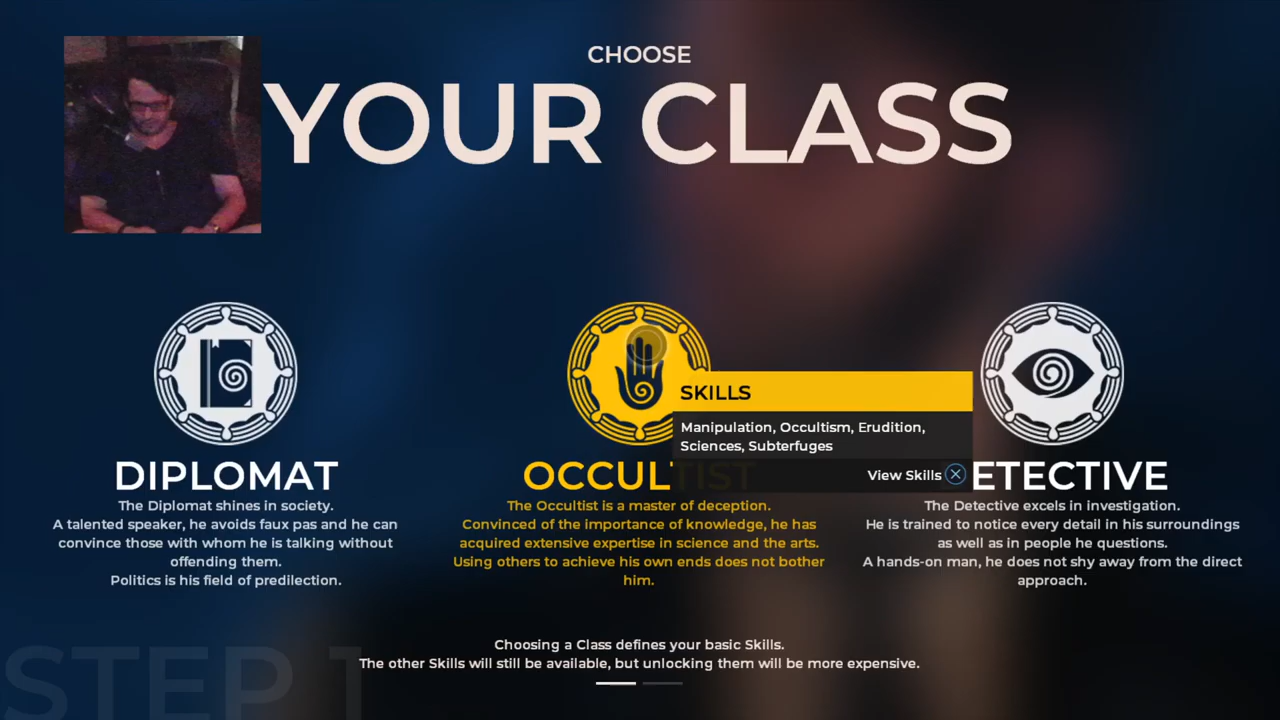 CHOOSE
YOUR CLASS
SKILLS
Manipulation, Occultism, Erudition,
Sciences, Subterfuges
View Skills
DIPLOMAT
The Diplomat shines in society.
A talented speaker, he avoids faux pas and he can
convince those with whom he is talking without
offending them.
Politics is his field of predilection.
OCCULTIST
The Occultist is a master of deception.
Convinced of the importance of knowledge, he has
acquired extensive expertise in science and the arts.
Using others to achieve his own ends does not bother
him.
ETECTIVE
The Detective excels in investigation.
He is trained to notice every detail in his surroundings
as well as in people he questions.
A hands-on man, he does not shy away from the direct
approach.
Choosing a Class defines your basic Skills.
The other Skills will still be available, but unlocking them will be more expensive.
STEP 1